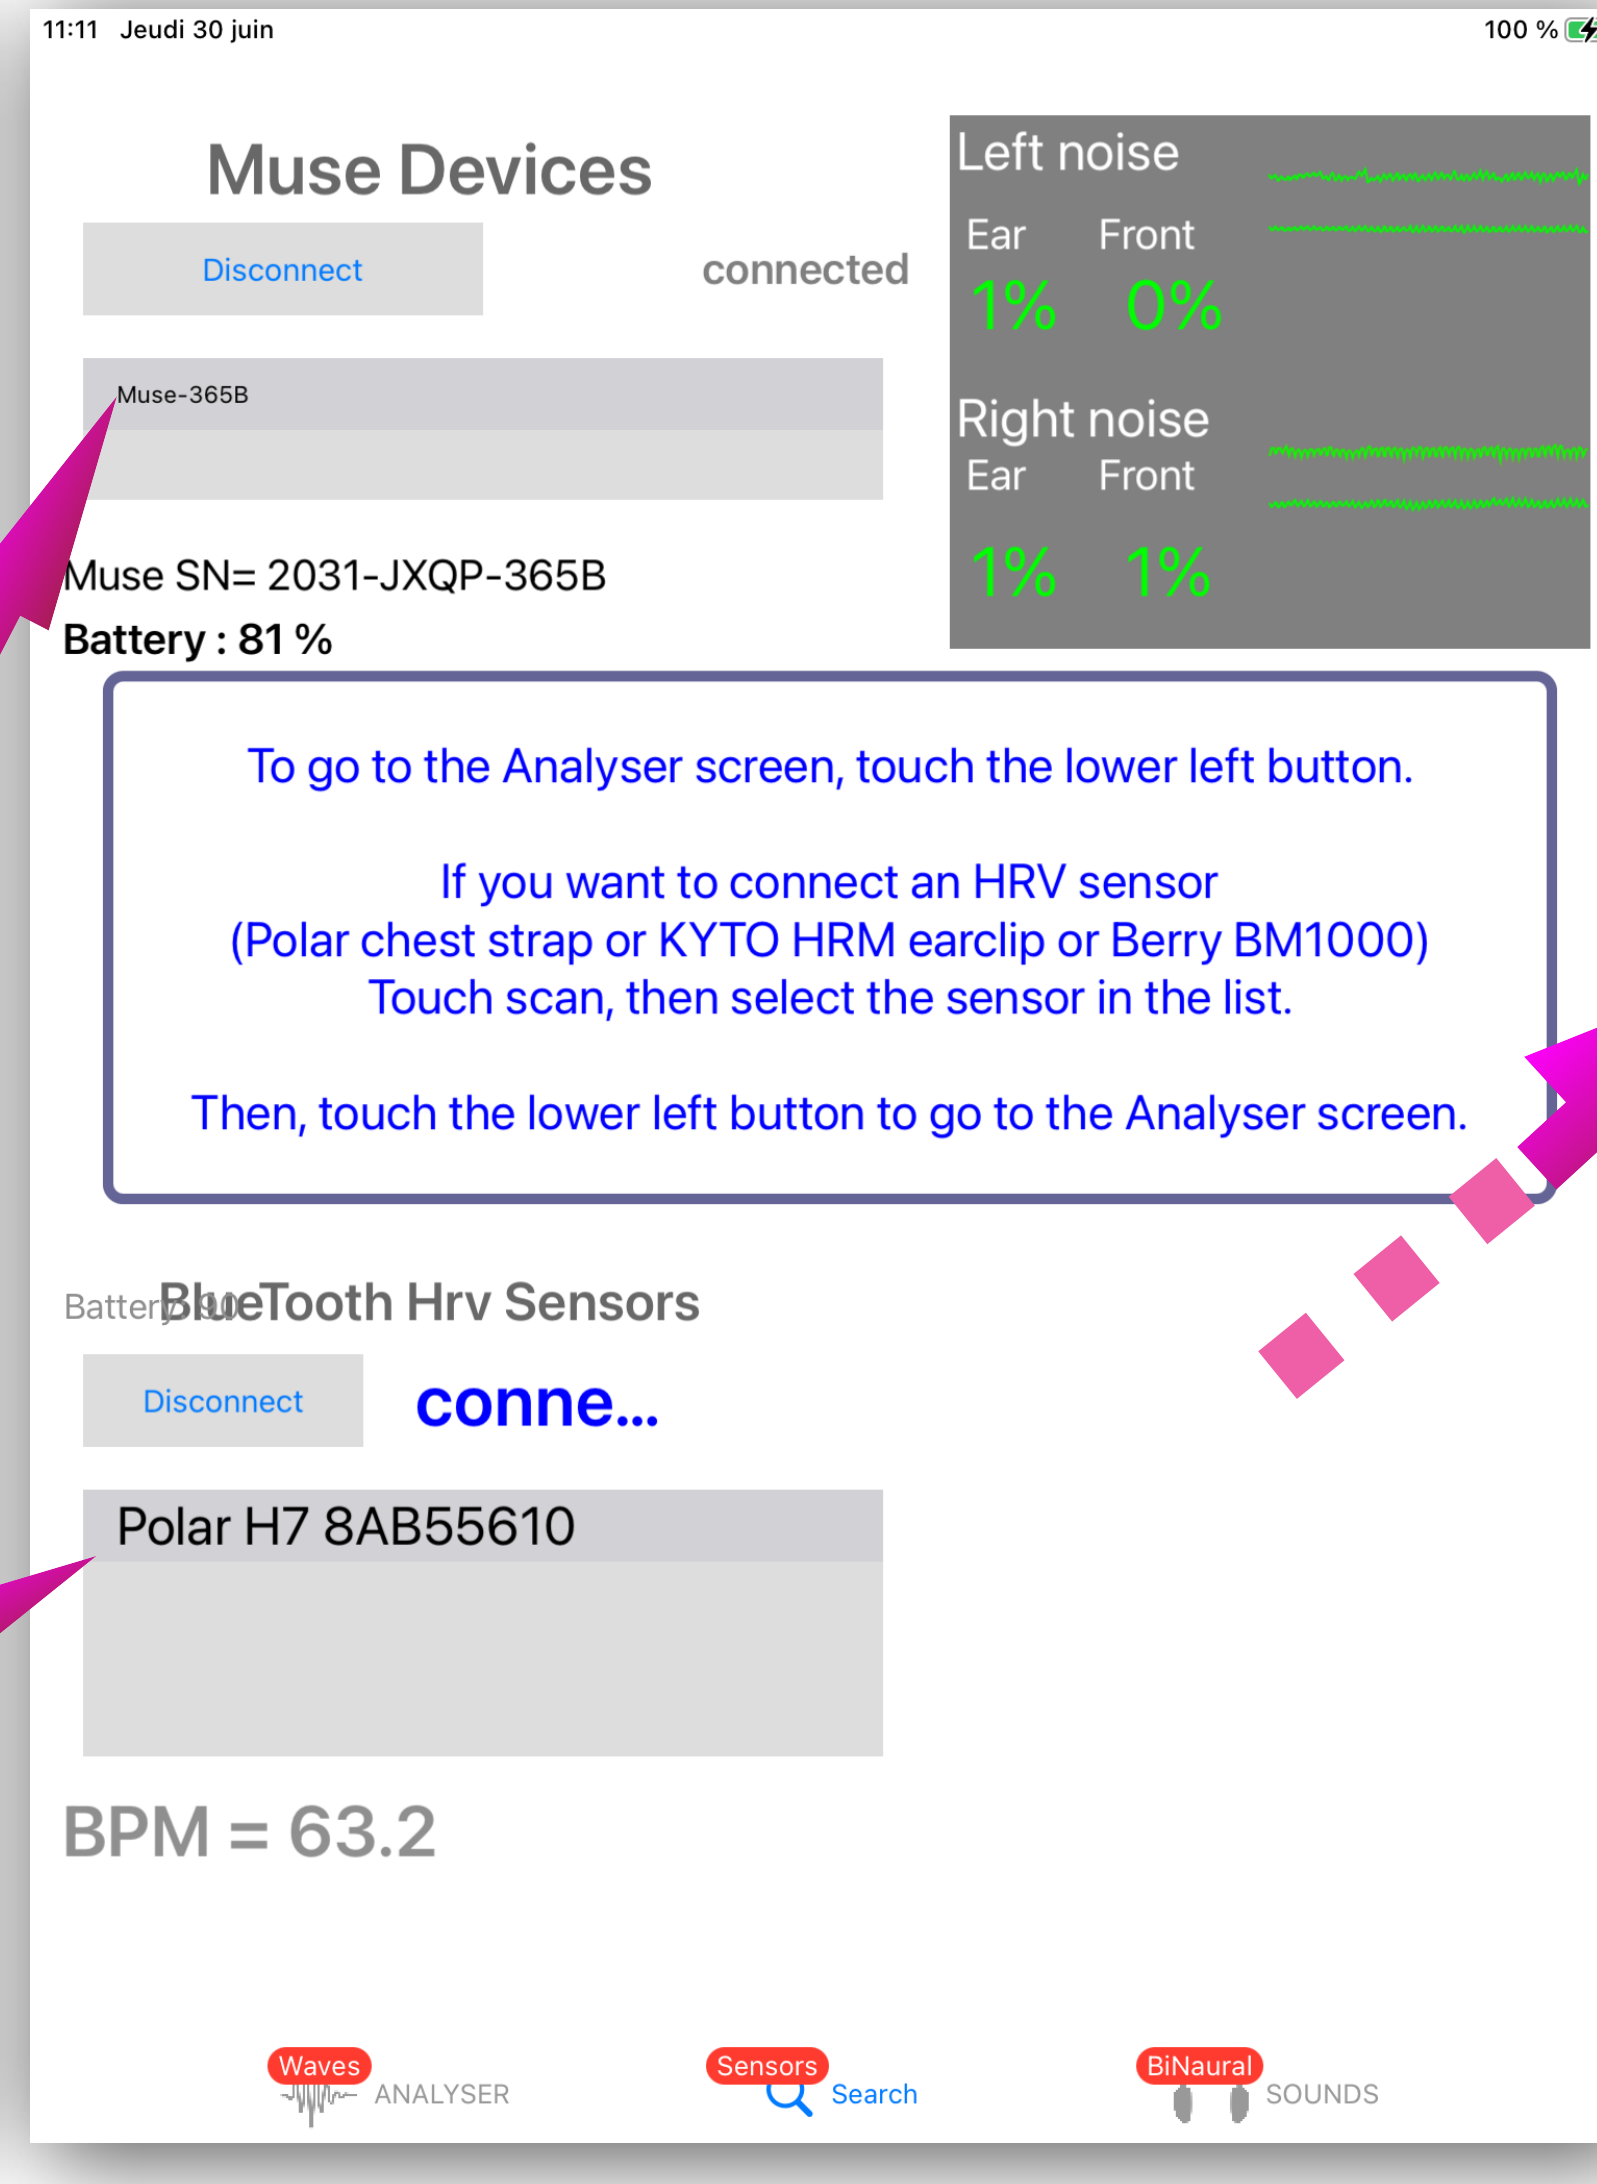 11:11 Jeudi 30 juin
100 %
Muse Devices
Disconnect
connected
Muse-365B
Muse SN= 2031-JXQP-365B
Battery : 81 %
Left noise
Ear Front
1% 0%
Right noise
Ear Front
1% 1%
To go to the Analyser screen, touch the lower left button.
If you want to connect an HRV sensor
(Polar chest strap or KYTO HRM earclip or Berry BM1000)
Touch scan, then select the sensor in the list.
Then, touch the lower left button to go to the Analyser screen.
Battery 90
BlueTooth Hrv Sensors
Disconnect
conne...
Polar H7 8AB55610
BPM = 63.2
Waves
ANALYSER
Sensors
Search
BiNaural
SOUNDS